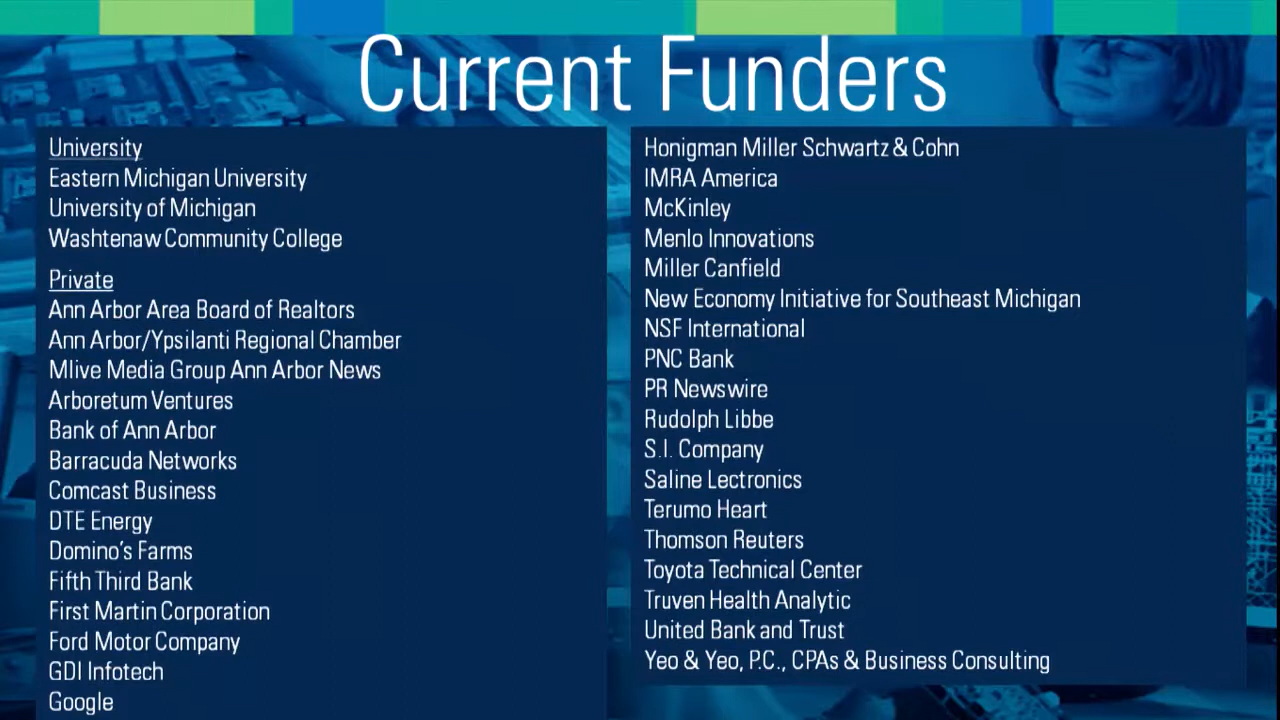 Current Funders
University
Eastern Michigan University
University of Michigan
Washtenaw Community College
Private
Ann Arbor Area Board of Realtors
Ann Arbor/Ypsilanti Regional Chamber
Mlive Media Group Ann Arbor News
Arboretum Ventures
Bank of Ann Arbor
Barracuda Networks
Comcast Business
DTE Energy
Domino's Farms
Fifth Third Bank
First Martin Corporation
Ford Motor Company
GDI Infotech
Google
Honigman Miller Schwartz & Cohn
IMRA America
McKinley
Menlo Innovations
Miller Canfield
New Economy Initiative for Southeast Michigan
NSF International
PNC Bank
PR Newswire
Rudolph Libbe
S.I. Company
Saline Lectronics
Terumo Heart
Thomson Reuters
Toyota Technical Center
Truven Health Analytic
United Bank and Trust
Yeo & Yeo, P.C., CPAs & Business Consulting